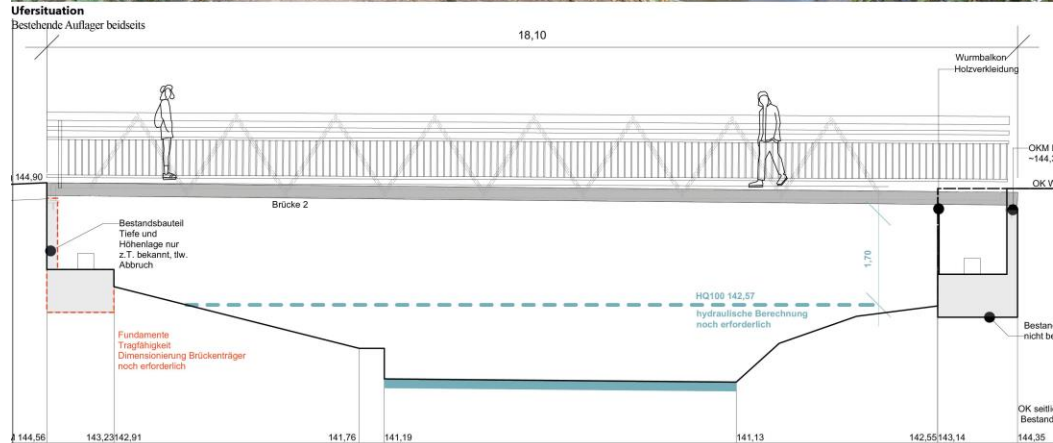 Ufersituation
Bestehende Auflager beidseits
18,10
Wurmbalkon
Holzverkleidung
OKM
144,90
OK W
Brücke 2
Bestandsbauteil
Tiefe und
Höhenlage nur
z.T. bekannt, tlw.
Abbruch
1,70
HQ100 142,57
hydraulische Berechnung
noch erforderlich
Fundamente
Tragfähigkeit
Dimensionierung Brückenträger
noch erforderlich
Bestan
nicht be
OK seitli
Bestand
144,56
143,23
142,91
141,76
141,19
141,13
142,55
143,14
144,35